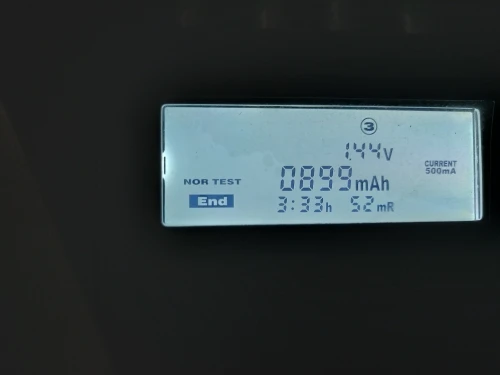 ③
1.44V
CURRENT
500mA
NOR TEST
0899mAh
End
3:33h 52mR